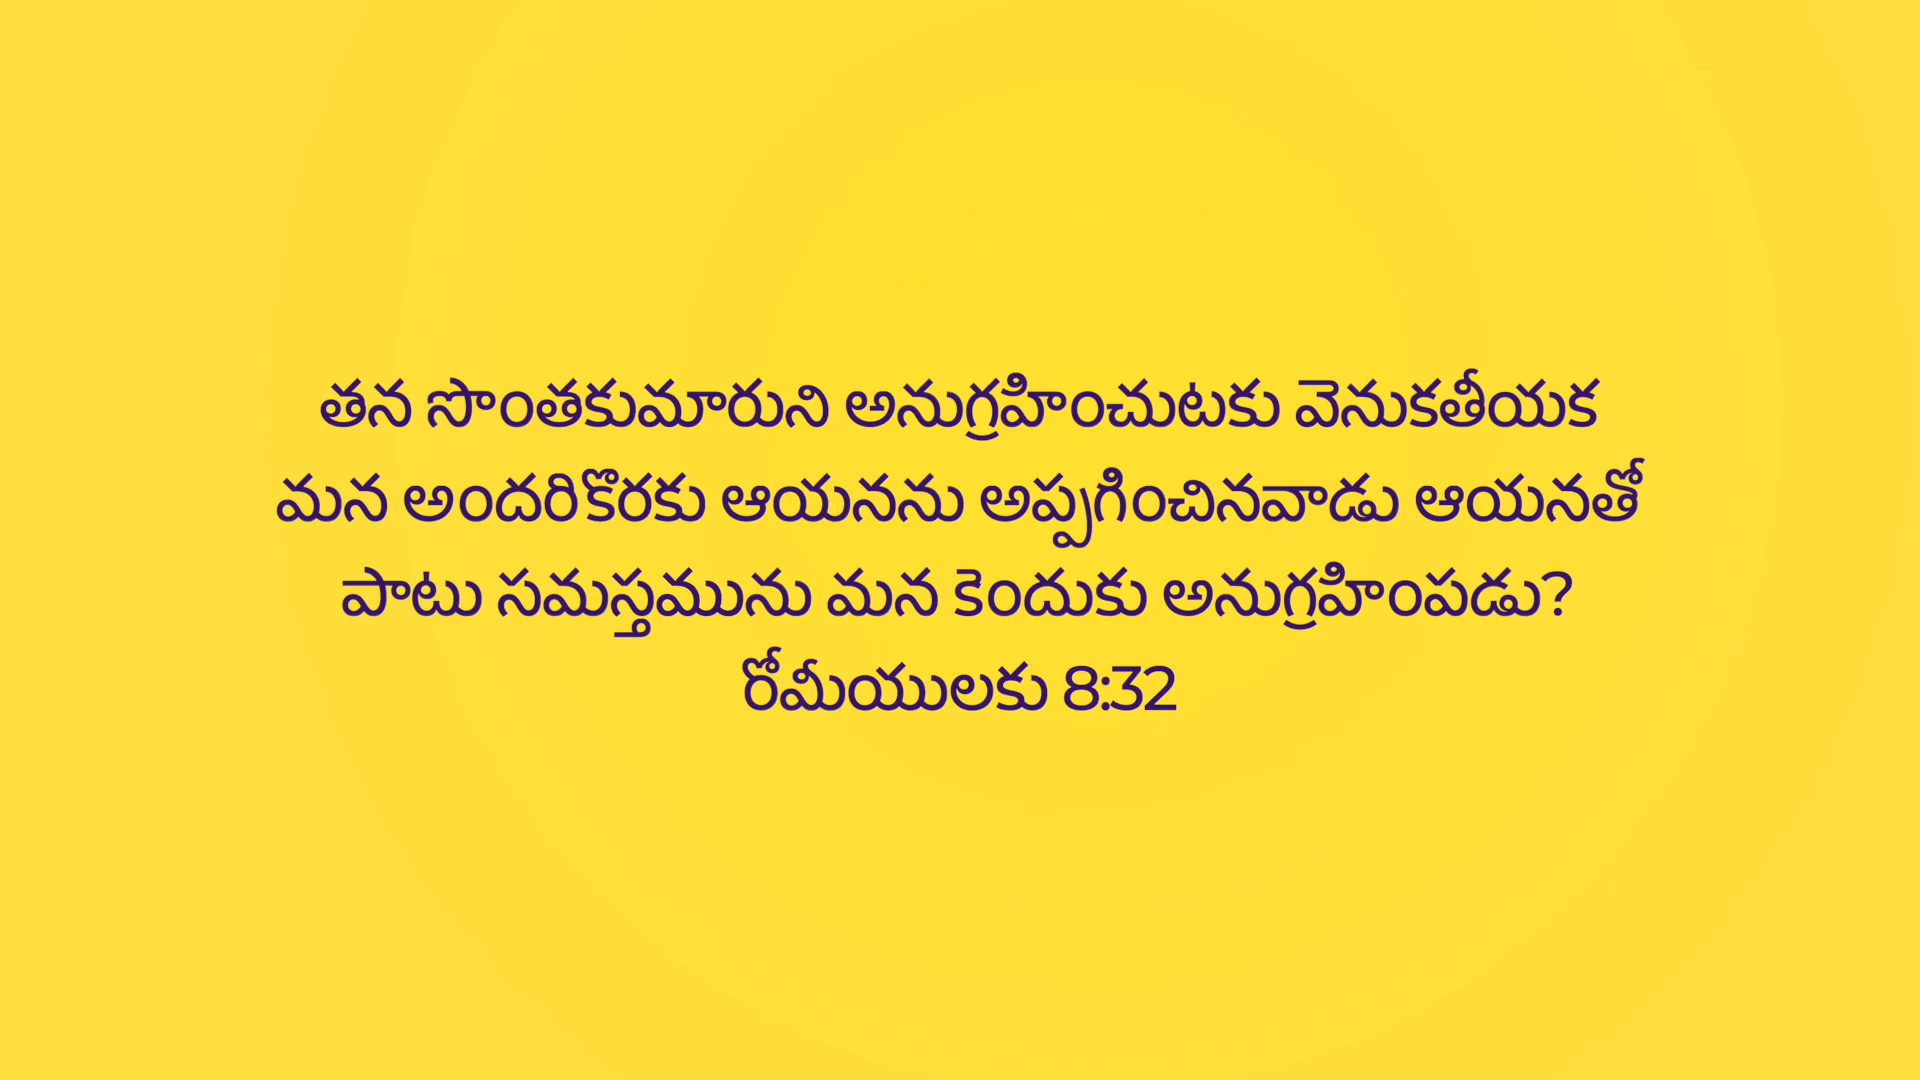 తన సొంతకుమారుని అనుగ్రహించుటకు వెనుకతీయక
మన అందరికొరకు ఆయనను అప్పగించినవాడు ఆయనతో
పాటు సమస్తమును మన కెందుకు అనుగ్రహింపడు?
రోమీయులకు 8:32